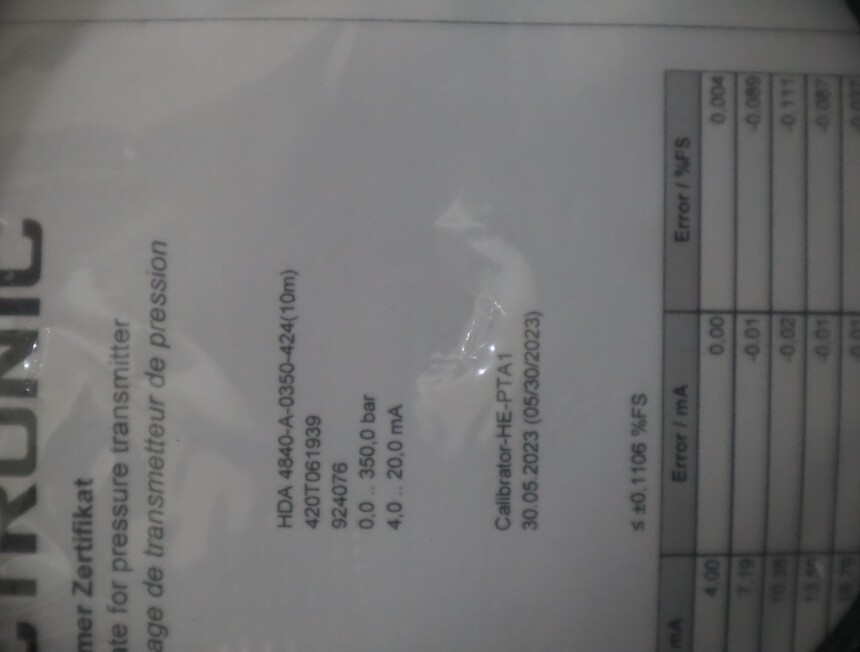 CTRONIC
mer Zertifikat
ate for pressure transmitter
age de transmetteur de pression
HDA 4840-A-0350-424(10m)
420T061939
924076
0,0 .. 350,0 bar
4,0 .. 20,0 mA
Calibrator-HE-PTA1
30.05.2023 (05/30/2023)
≤ ±0,1106 %FS
mA Error / mA Error / %FS
4,00 0,00 0,004
7,19 -0,01 -0,089
10,38 -0,02 -0,111
-0,01 -0,087